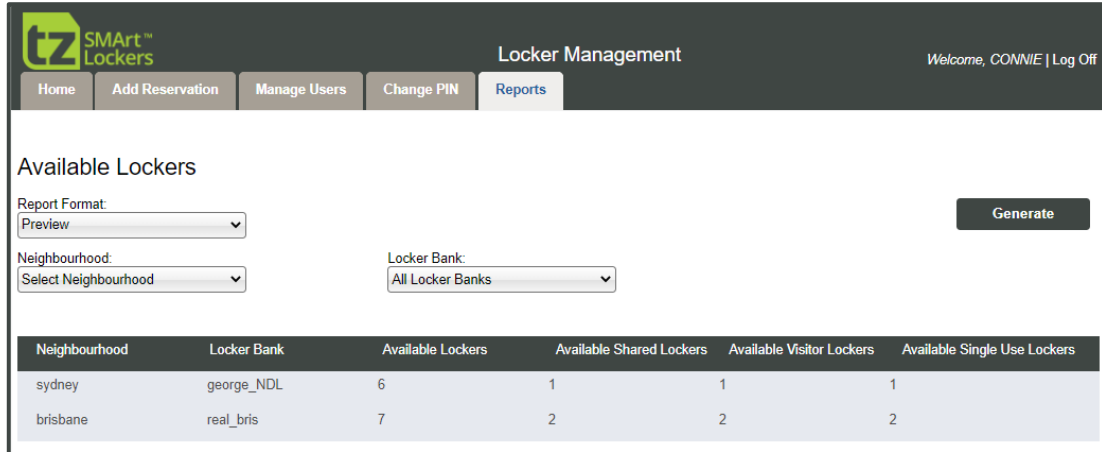 tz SMArt™ Lockers
Locker Management
Welcome, CONNIE | Log Off
Home Add Reservation Manage Users Change PIN Reports
Available Lockers
Report Format:
Preview
Generate
Neighbourhood: Locker Bank:
Select Neighbourhood All Locker Banks
Neighbourhood Locker Bank Available Lockers Available Shared Lockers Available Visitor Lockers Available Single Use Lockers
sydney george_NDL 6 1 1 1
brisbane real_bris 7 2 2 2